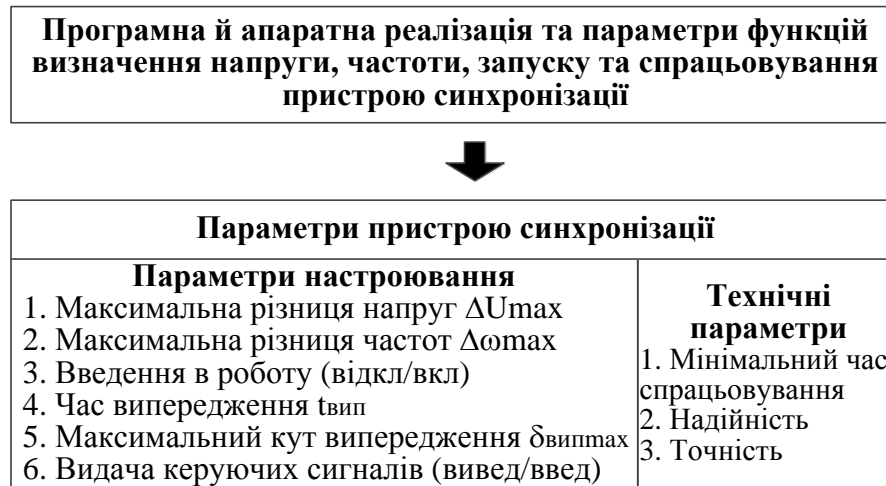 Програмна й апаратна реалізація та параметри функцій
визначення напруги, частоти, запуску та спрацьовування
пристрою синхронізації
Параметри пристрою синхронізації
Параметри настроювання
1. Максимальна різниця напруг ΔUmax
2. Максимальна різниця частот Δωmax
3. Введення в роботу (відкл/вкл)
4. Час випередження tвип
5. Максимальний кут випередження δвипmax
6. Видача керуючих сигналів (вивед/введ)
Технічні
параметри
1. Мінімальний час
спрацьовування
2. Надійність
3. Точність